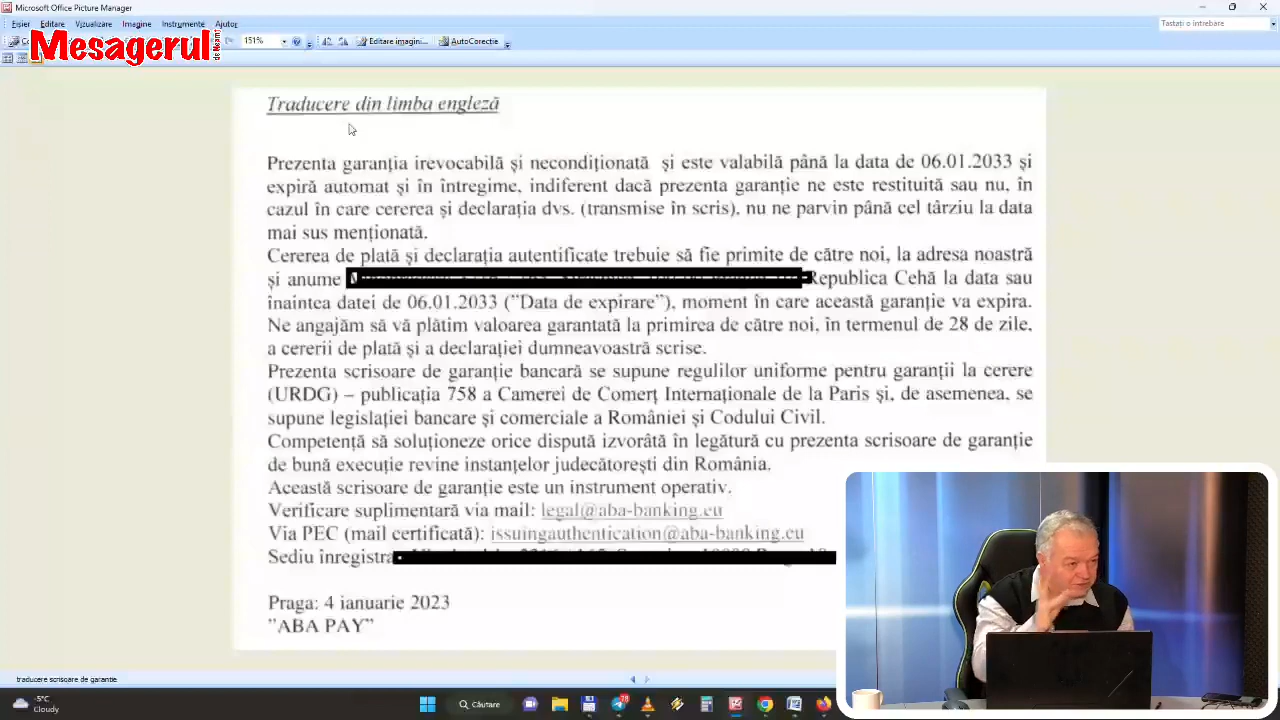 Microsoft Office Picture Manager
Fișier Editare Vizualizare Imagine Instrumente Ajutor
Tastați o întrebare
151% Editare imagini... AutoCorecție
Mesagerul
de Neamț
Traducere din limba engleză
Prezenta garanția irevocabilă și necondiționată și este valabilă până la data de 06.01.2033 și
expiră automat și în întregime, indiferent dacă prezenta garanție ne este restituită sau nu, în
cazul în care cererea și declarația dvs. (transmise în scris), nu ne parvin până cel târziu la data
mai sus menționată.
Cererea de plată și declarația autentificate trebuie să fie primite de către noi, la adresa noastră
și anume Republica Cehă la data sau
înaintea datei de 06.01.2033 ("Data de expirare"), moment în care această garanție va expira.
Ne angajăm să vă plătim valoarea garantată la primirea de către noi, în termenul de 28 de zile,
a cererii de plată și a declarației dumneavoastră scrise.
Prezenta scrisoare de garanție bancară se supune regulilor uniforme pentru garanții la cerere
(URDG) – publicația 758 a Camerei de Comerț Internaționale de la Paris și, de asemenea, se
supune legislației bancare și comerciale a României și Codului Civil.
Competență să soluționeze orice dispută izvorâtă în legătură cu prezenta scrisoare de garanție
de bună execuție revine instanțelor judecătorești din România.
Această scrisoare de garanție este un instrument operativ.
Verificare suplimentară via mail: legal@aba-banking.eu
Via PEC (mail certificată): issuingauthentication@aba-banking.eu
Sediu înregistra
Praga: 4 ianuarie 2023
"ABA PAY"
traducere scrisoare de garantie
-5°C
Cloudy
Căutare
78